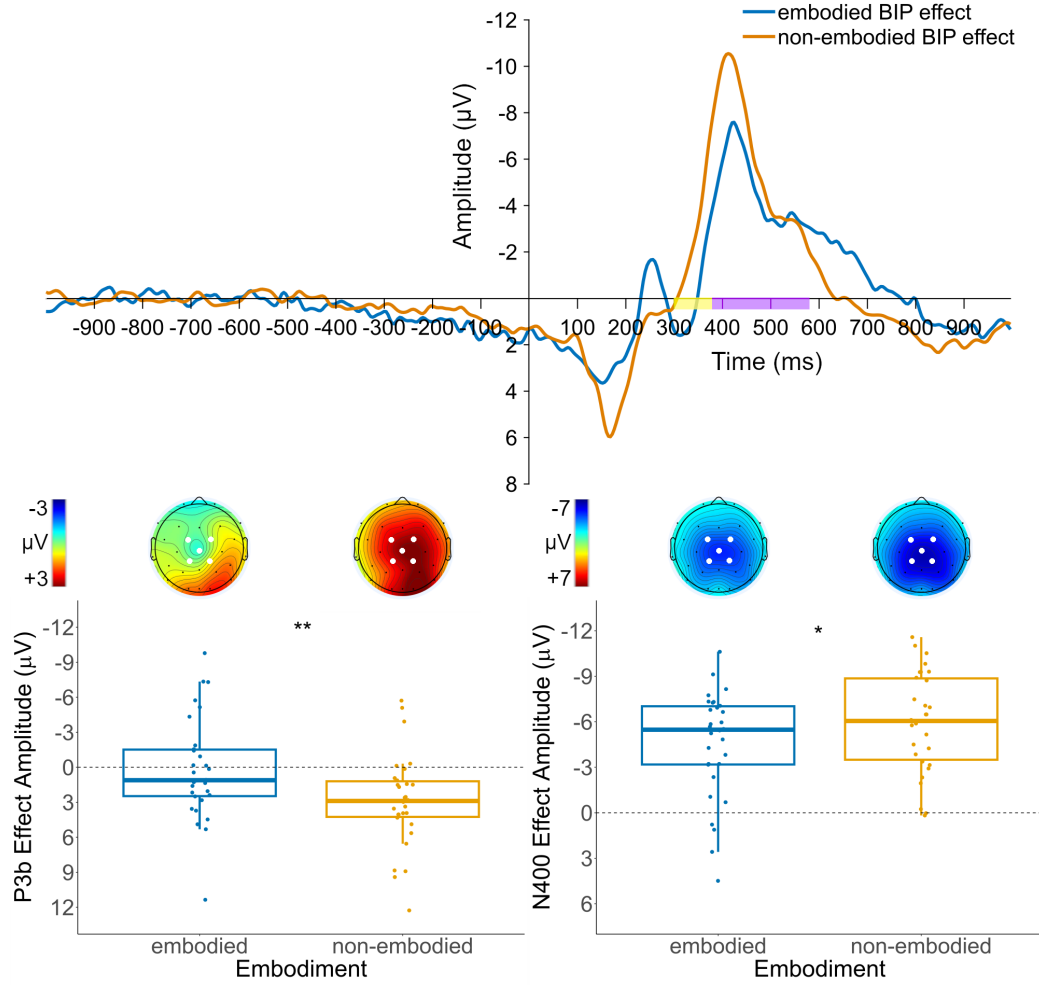 embodied BIP effect
non-embodied BIP effect
-12
-10
-8
-6
-4
-2
2
4
6
8
Amplitude (µV)
-900 -800 -700 -600 -500 -400 -300 -200 -100 100 200 300 400 500 600 700 800 900
Time (ms)
-3
µV
+3
-7
µV
+7
**
P3b Effect Amplitude (µV)
-12
-9
-6
-3
0
3
6
9
12
embodied non-embodied
Embodiment
*
N400 Effect Amplitude (µV)
-12
-9
-6
-3
0
3
6
embodied non-embodied
Embodiment